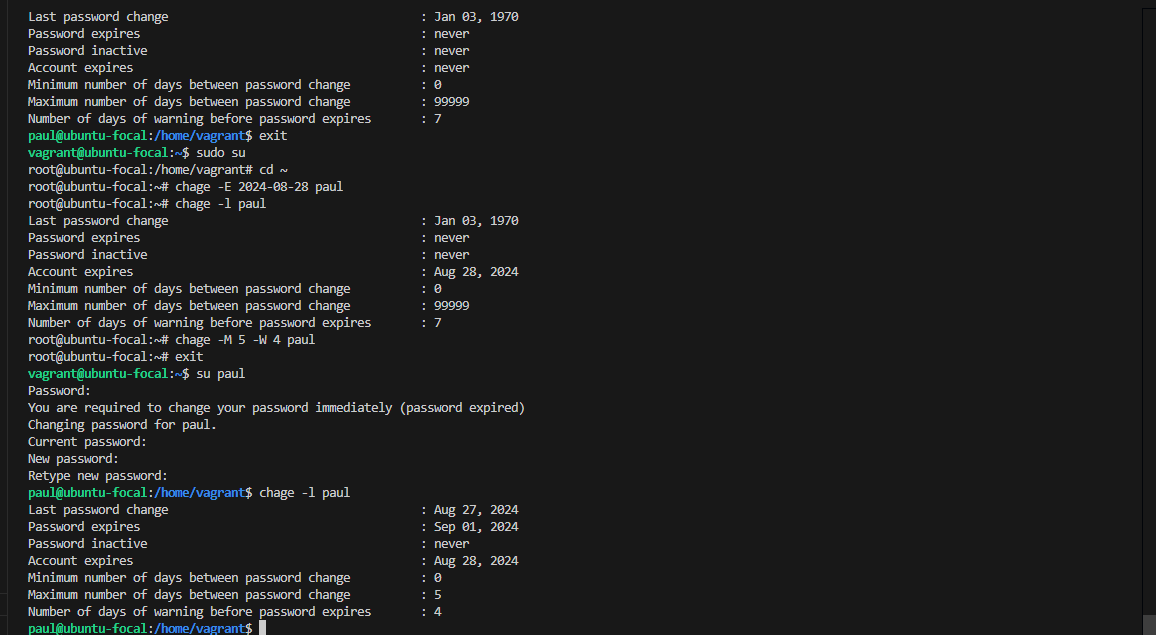 Last password change : Jan 03, 1970
Password expires : never
Password inactive : never
Account expires : never
Minimum number of days between password change : 0
Maximum number of days between password change : 99999
Number of days of warning before password expires : 7
paul@ubuntu-focal:/home/vagrant$ exit
vagrant@ubuntu-focal:~$ sudo su
root@ubuntu-focal:/home/vagrant# cd ~
root@ubuntu-focal:~# chage -E 2024-08-28 paul
root@ubuntu-focal:~# chage -l paul
Last password change : Jan 03, 1970
Password expires : never
Password inactive : never
Account expires : Aug 28, 2024
Minimum number of days between password change : 0
Maximum number of days between password change : 99999
Number of days of warning before password expires : 7
root@ubuntu-focal:~# chage -M 5 -W 4 paul
root@ubuntu-focal:~# exit
vagrant@ubuntu-focal:~$ su paul
Password:
You are required to change your password immediately (password expired)
Changing password for paul.
Current password:
New password:
Retype new password:
paul@ubuntu-focal:/home/vagrant$ chage -l paul
Last password change : Aug 27, 2024
Password expires : Sep 01, 2024
Password inactive : never
Account expires : Aug 28, 2024
Minimum number of days between password change : 0
Maximum number of days between password change : 5
Number of days of warning before password expires : 4
paul@ubuntu-focal:/home/vagrant$